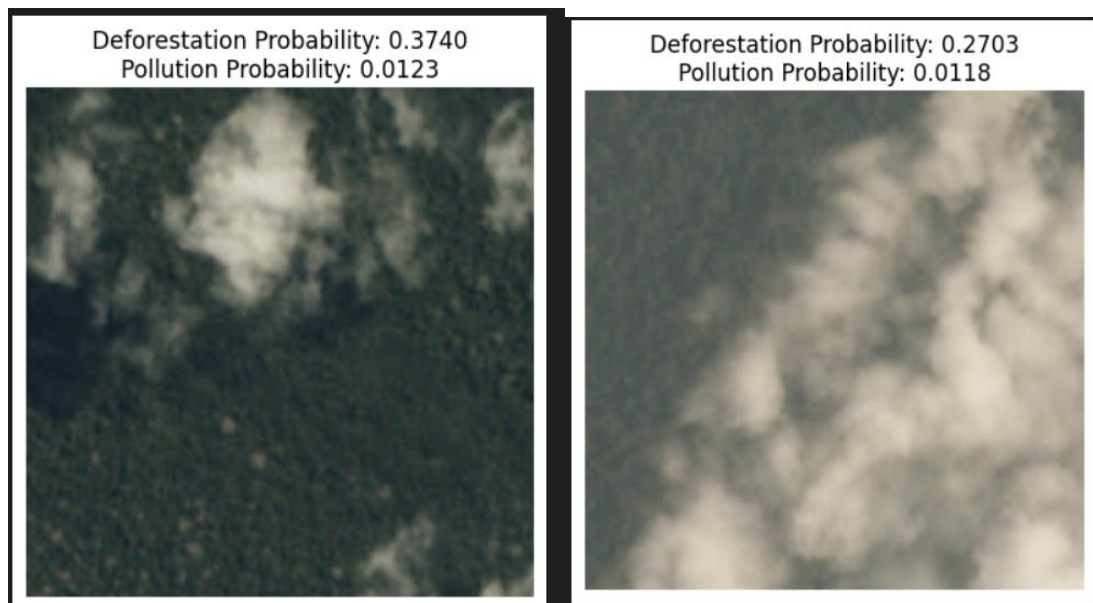 Deforestation Probability: 0.3740
Pollution Probability: 0.0123
Deforestation Probability: 0.2703
Pollution Probability: 0.0118